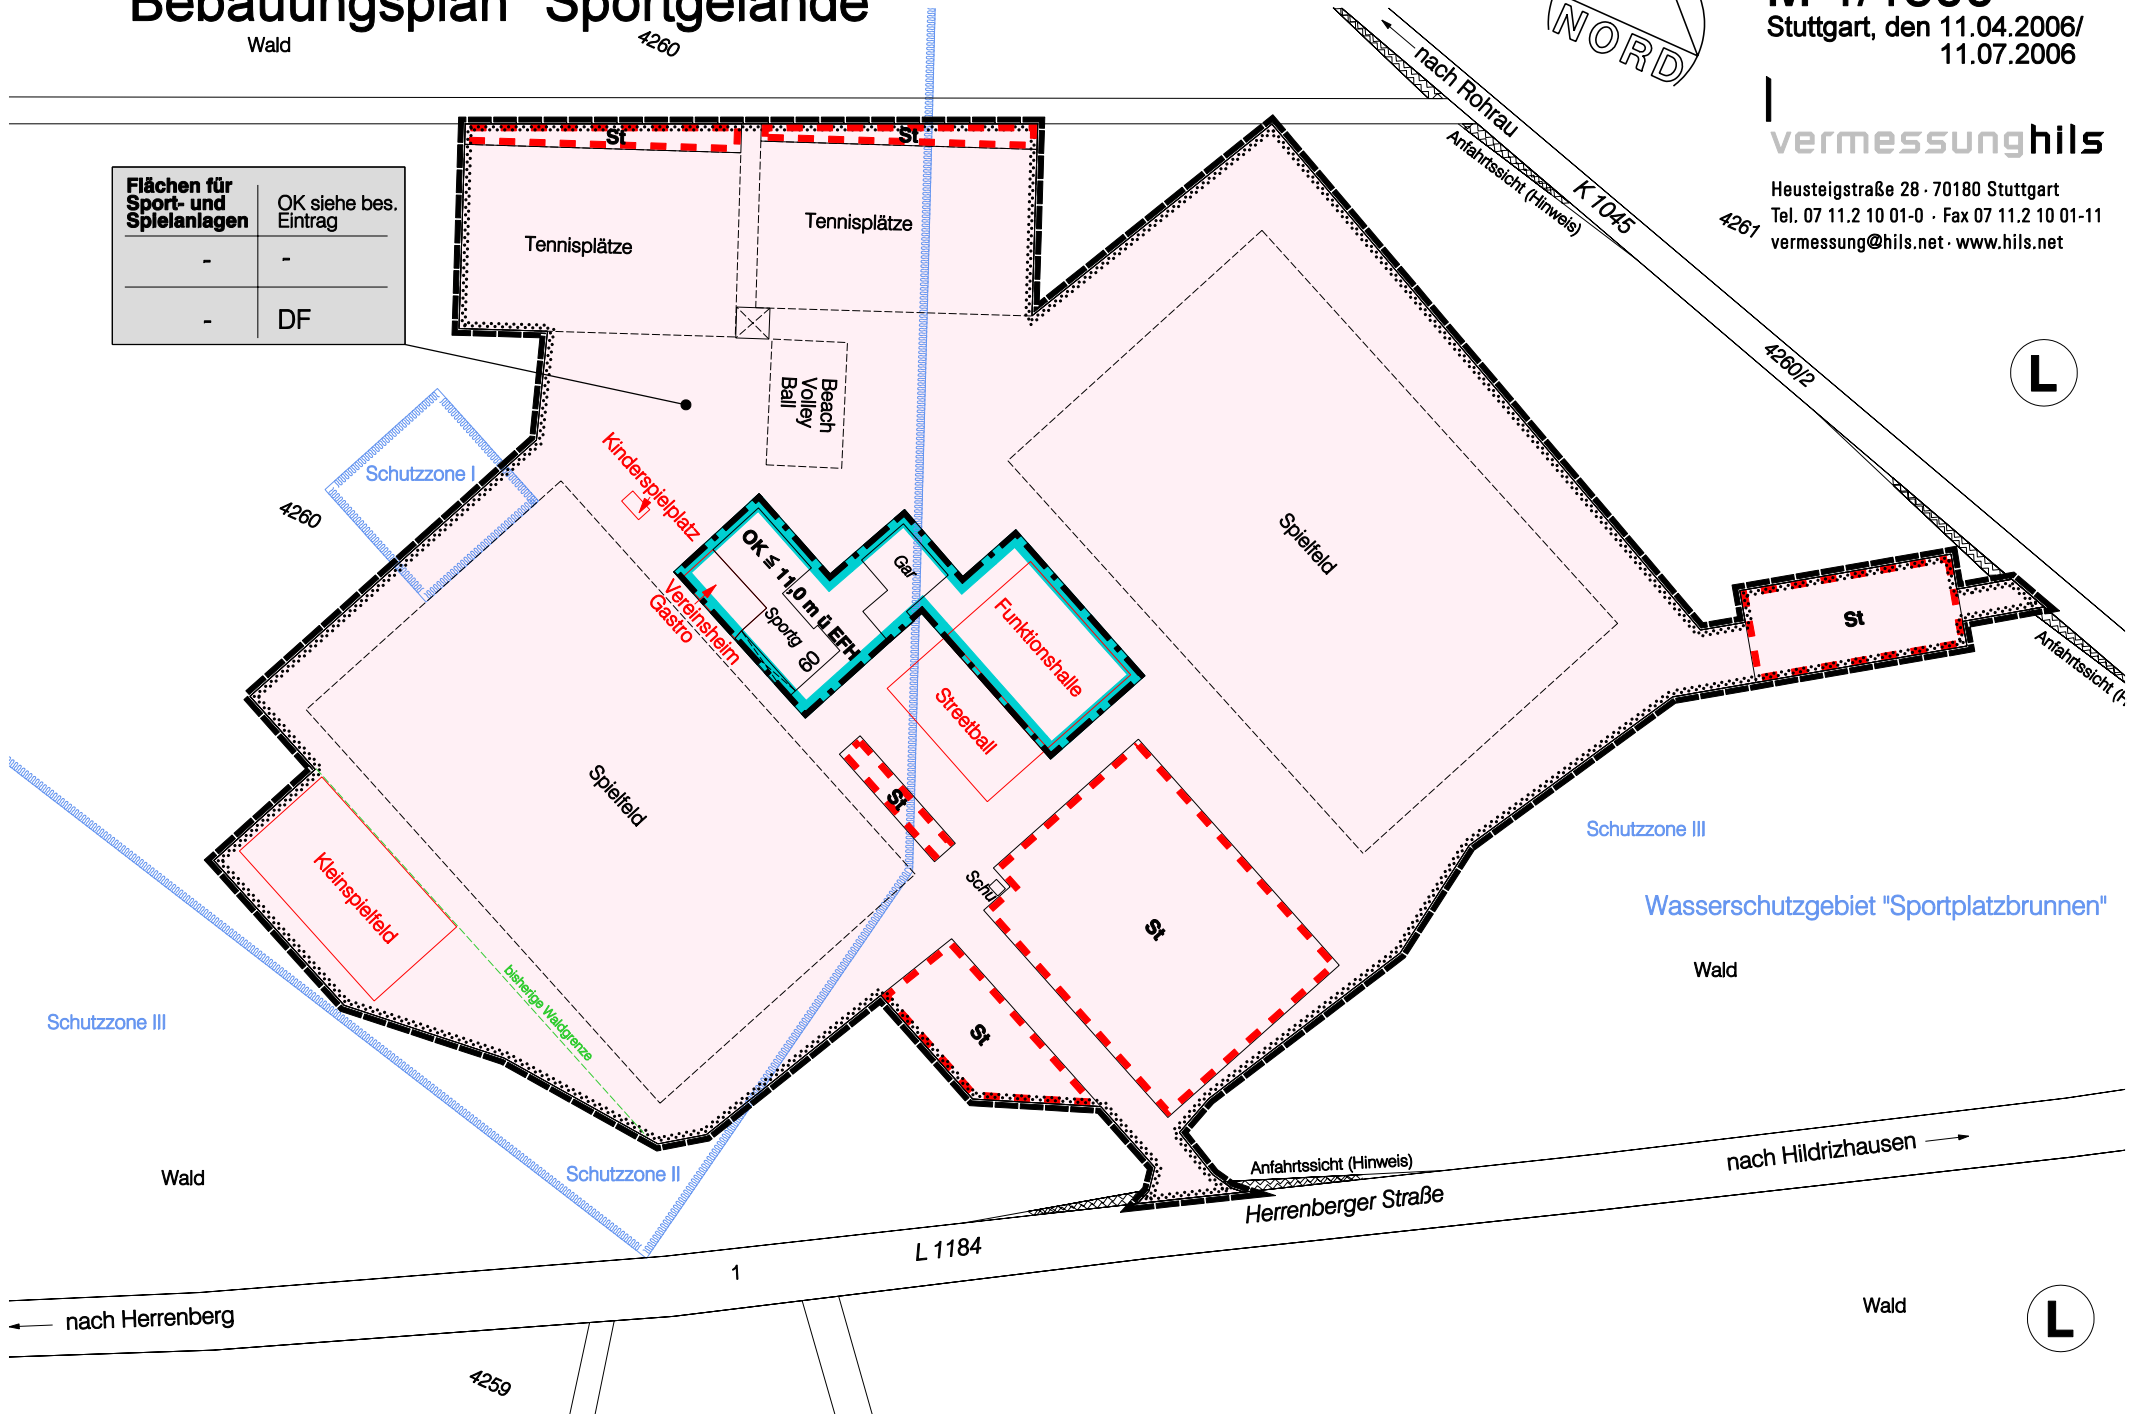 Bebauungsplan "Sportgelände"
Wald
4260
NORD
Stuttgart, den 11.04.2006/
11.07.2006
vermessunghils
Heusteigstraße 28 · 70180 Stuttgart
Tel. 07 11.2 10 01-0 · Fax 07 11.2 10 01-11
vermessung@hils.net · www.hils.net
nach Rohrau
Anfahrtssicht (Hinweis)
K 1045
4261
4260/2
L
Flächen für
Sport- und
Spielanlagen
OK siehe bes.
Eintrag
-
-
-
DF
St
St
Tennisplätze
Tennisplätze
Beach
Volley
Ball
Schutzzone I
4260
Kinderspielplatz
OK ≤ 11,0 m ü EFH
Gar
Sportg
60
Vereinsheim
Gastro
Funktionshalle
Streetball
Spielfeld
St
Anfahrtssicht (H
Spielfeld
St
Schu
St
St
Kleinspielfeld
bisherige Waldgrenze
Schutzzone III
Wasserschutzgebiet "Sportplatzbrunnen"
Wald
Schutzzone III
Wald
Schutzzone II
Anfahrtssicht (Hinweis)
nach Hildrizhausen
Herrenberger Straße
L 1184
1
nach Herrenberg
4259
Wald
L